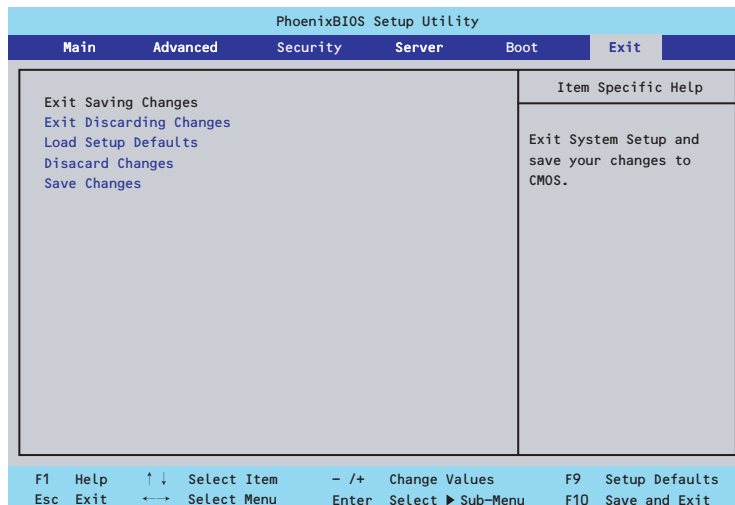 PhoenixBIOS Setup Utility
Main Advanced Security Server Boot Exit
Exit Saving Changes
Exit Discarding Changes
Load Setup Defaults
Disacard Changes
Save Changes
Item Specific Help
Exit System Setup and
save your changes to
CMOS.
F1 Help ↑↓ Select Item - /+ Change Values F9 Setup Defaults
Esc Exit ←→ Select Menu Enter Select ▶ Sub-Menu F10 Save and Exit